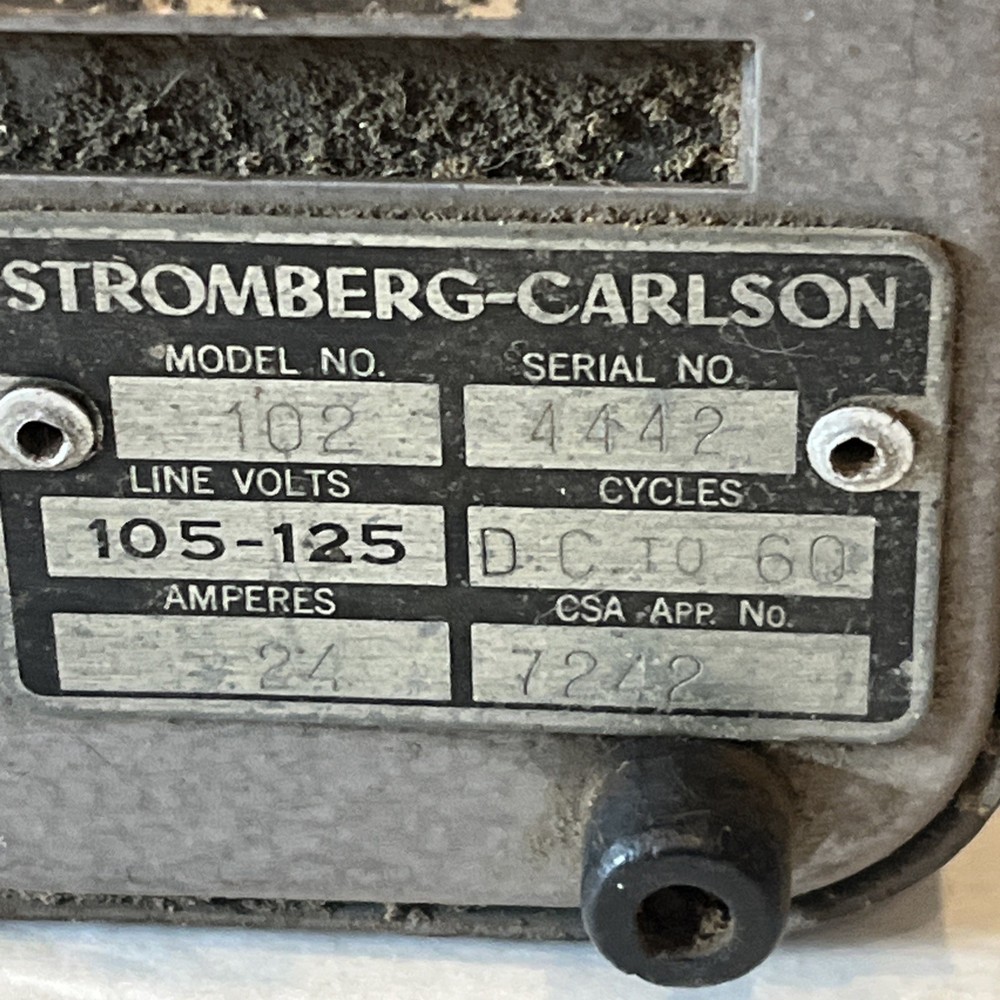 STROMBERG-CARLSON
MODEL NO. SERIAL NO.
102 4442
LINE VOLTS CYCLES
105-125 DC TO 60
AMPERES CSA APP. No.
.24 7242